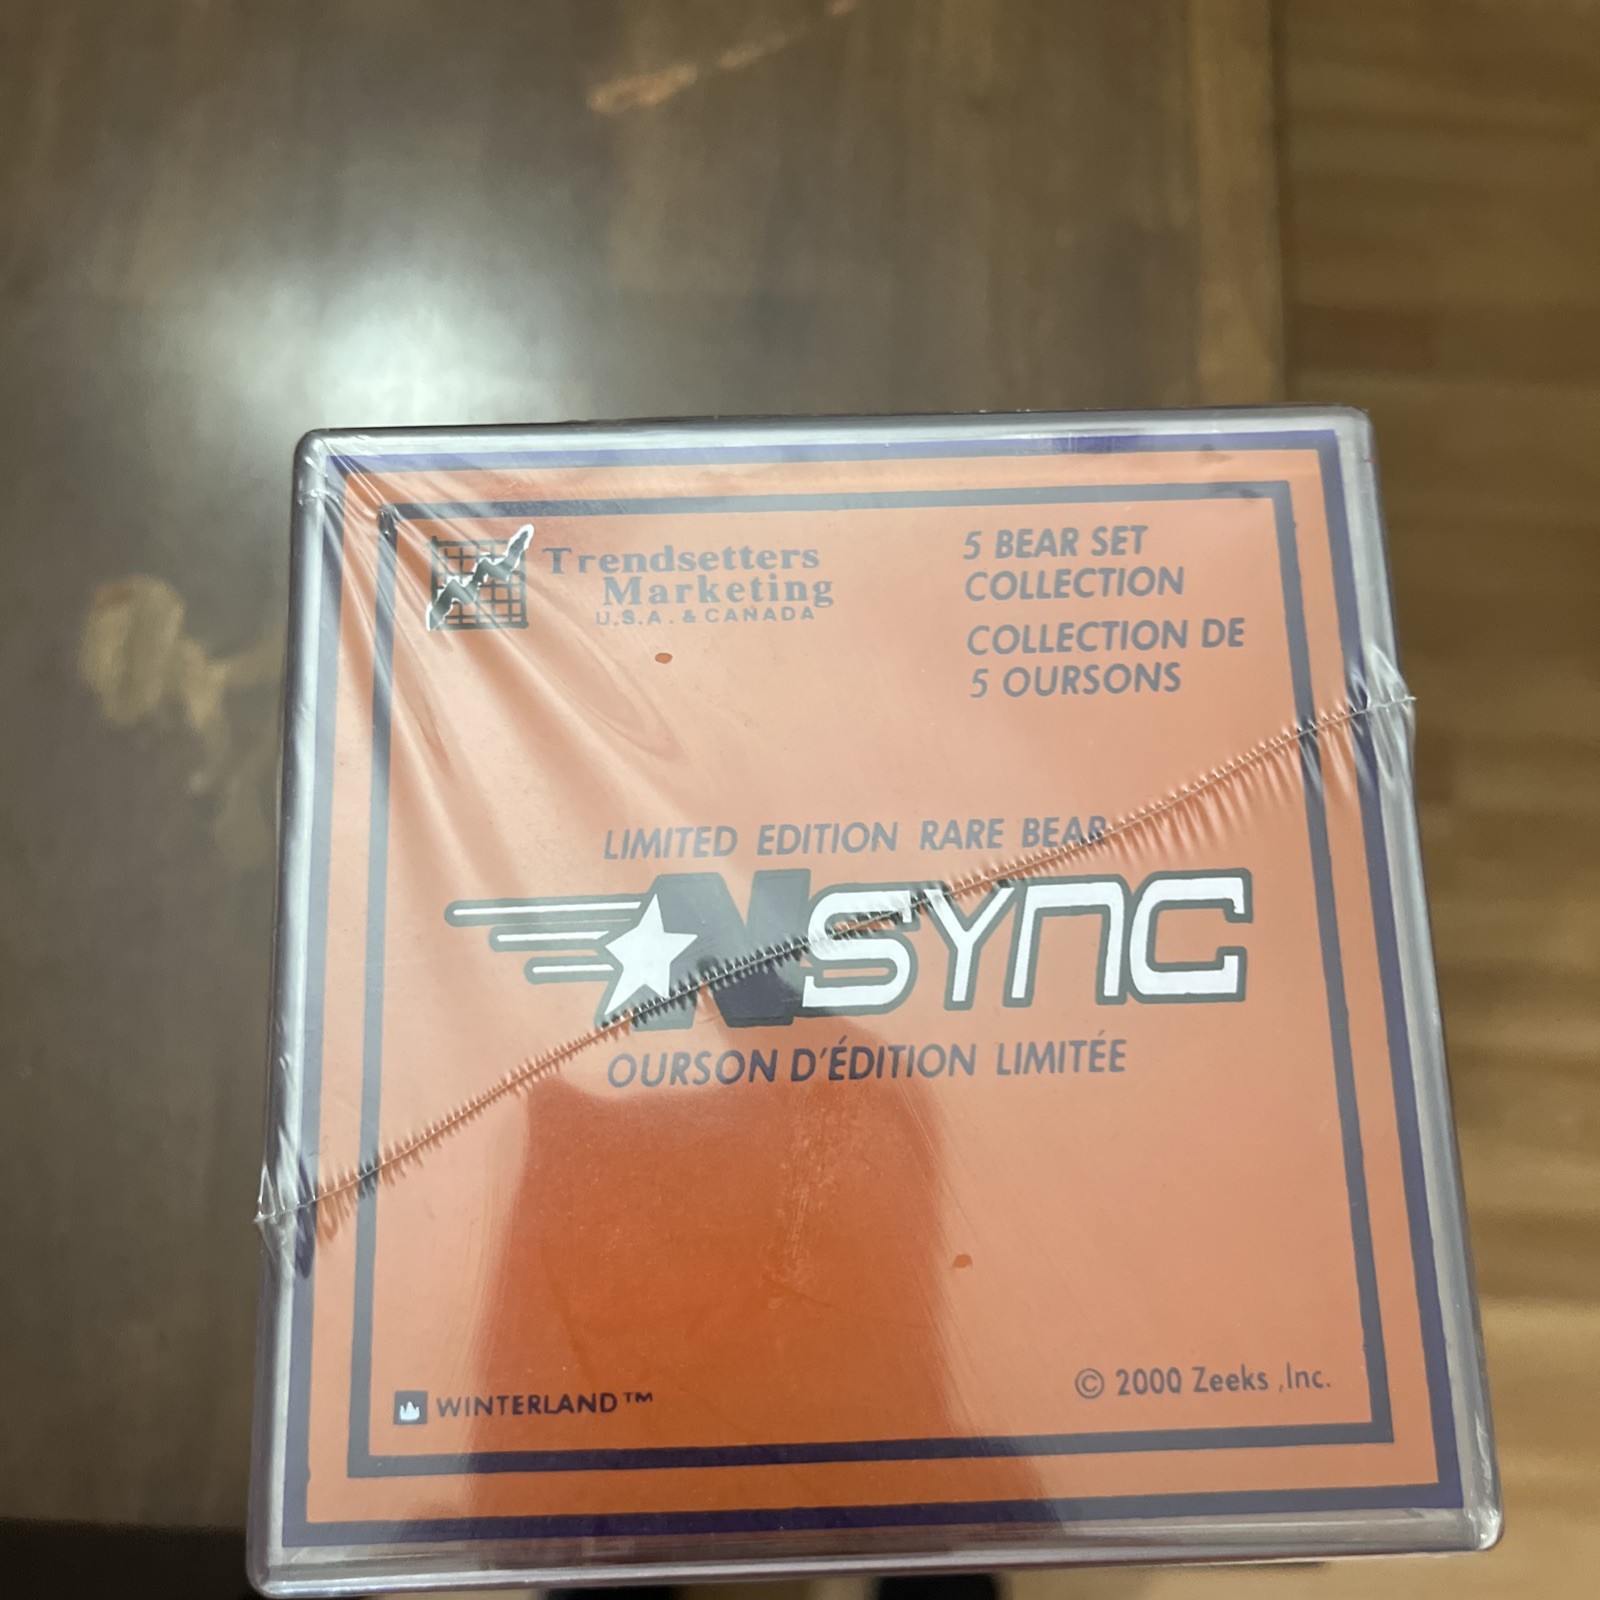 Trendsetters
Marketing
U.S.A. & CANADA
5 BEAR SET
COLLECTION
COLLECTION DE
5 OURSONS
LIMITED EDITION RARE BEAR
NSYNC
OURSON D'ÉDITION LIMITÉE
WINTERLAND™
© 2000 Zeeks ,Inc.